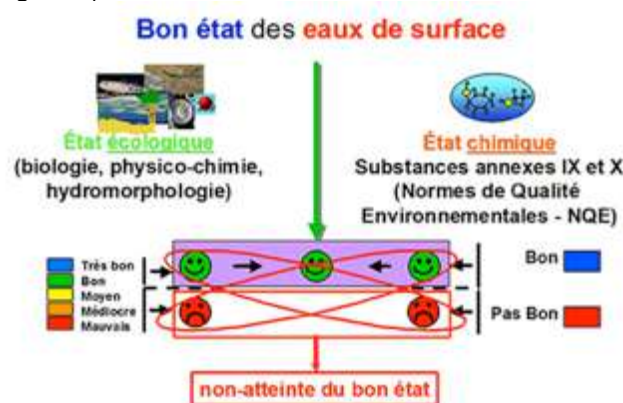 Bon état des eaux de surface
État écologique
(biologie, physico-chimie,
hydromorphologie)
État chimique
Substances annexes IX et X
(Normes de Qualité
Environnementales - NQE)
Très bon
Bon
Moyen
Médiocre
Mauvais
Bon
Pas Bon
non-atteinte du bon état